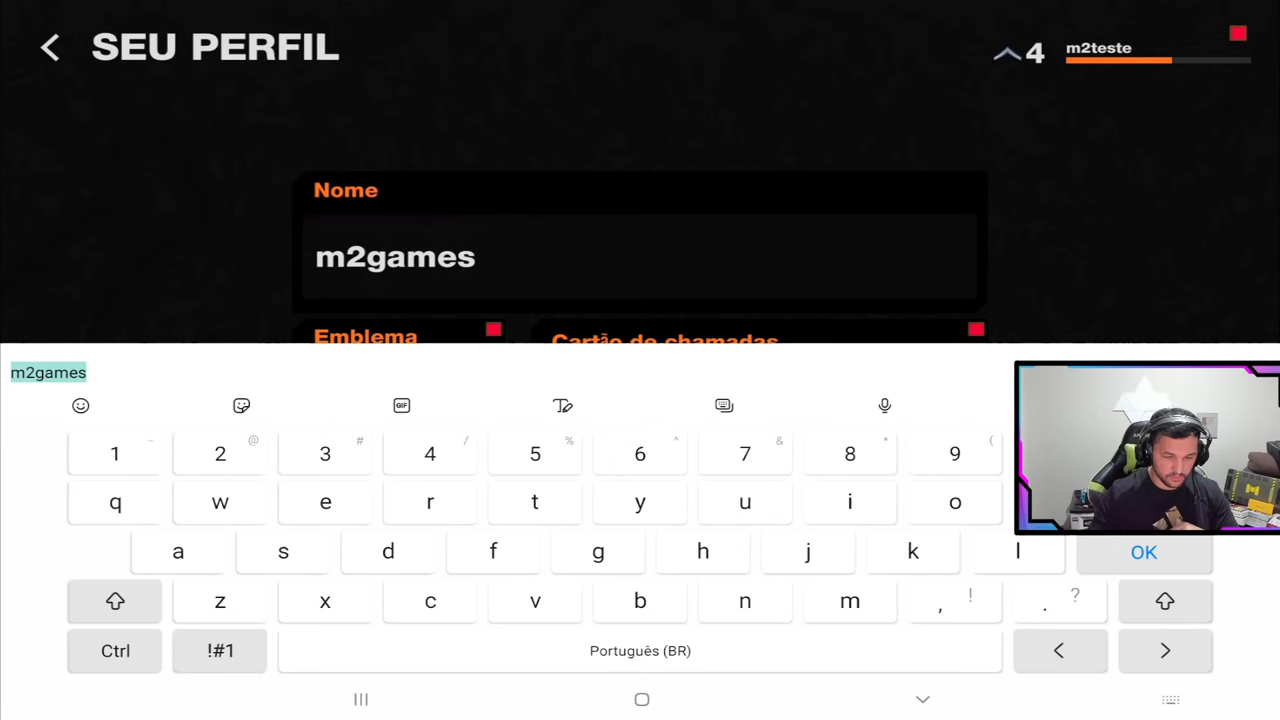 SEU PERFIL
4
m2teste
Nome
m2games
Emblema
Cartão de chamadas
m2games
GIF
1 - 2 @ 3 # 4 / 5 % 6 ^ 7 & 8 * 9 (
q w e r t y u i o
a s d f g h j k l OK
z x c v b n m , ! . ?
Ctrl !#1 Português (BR) < >